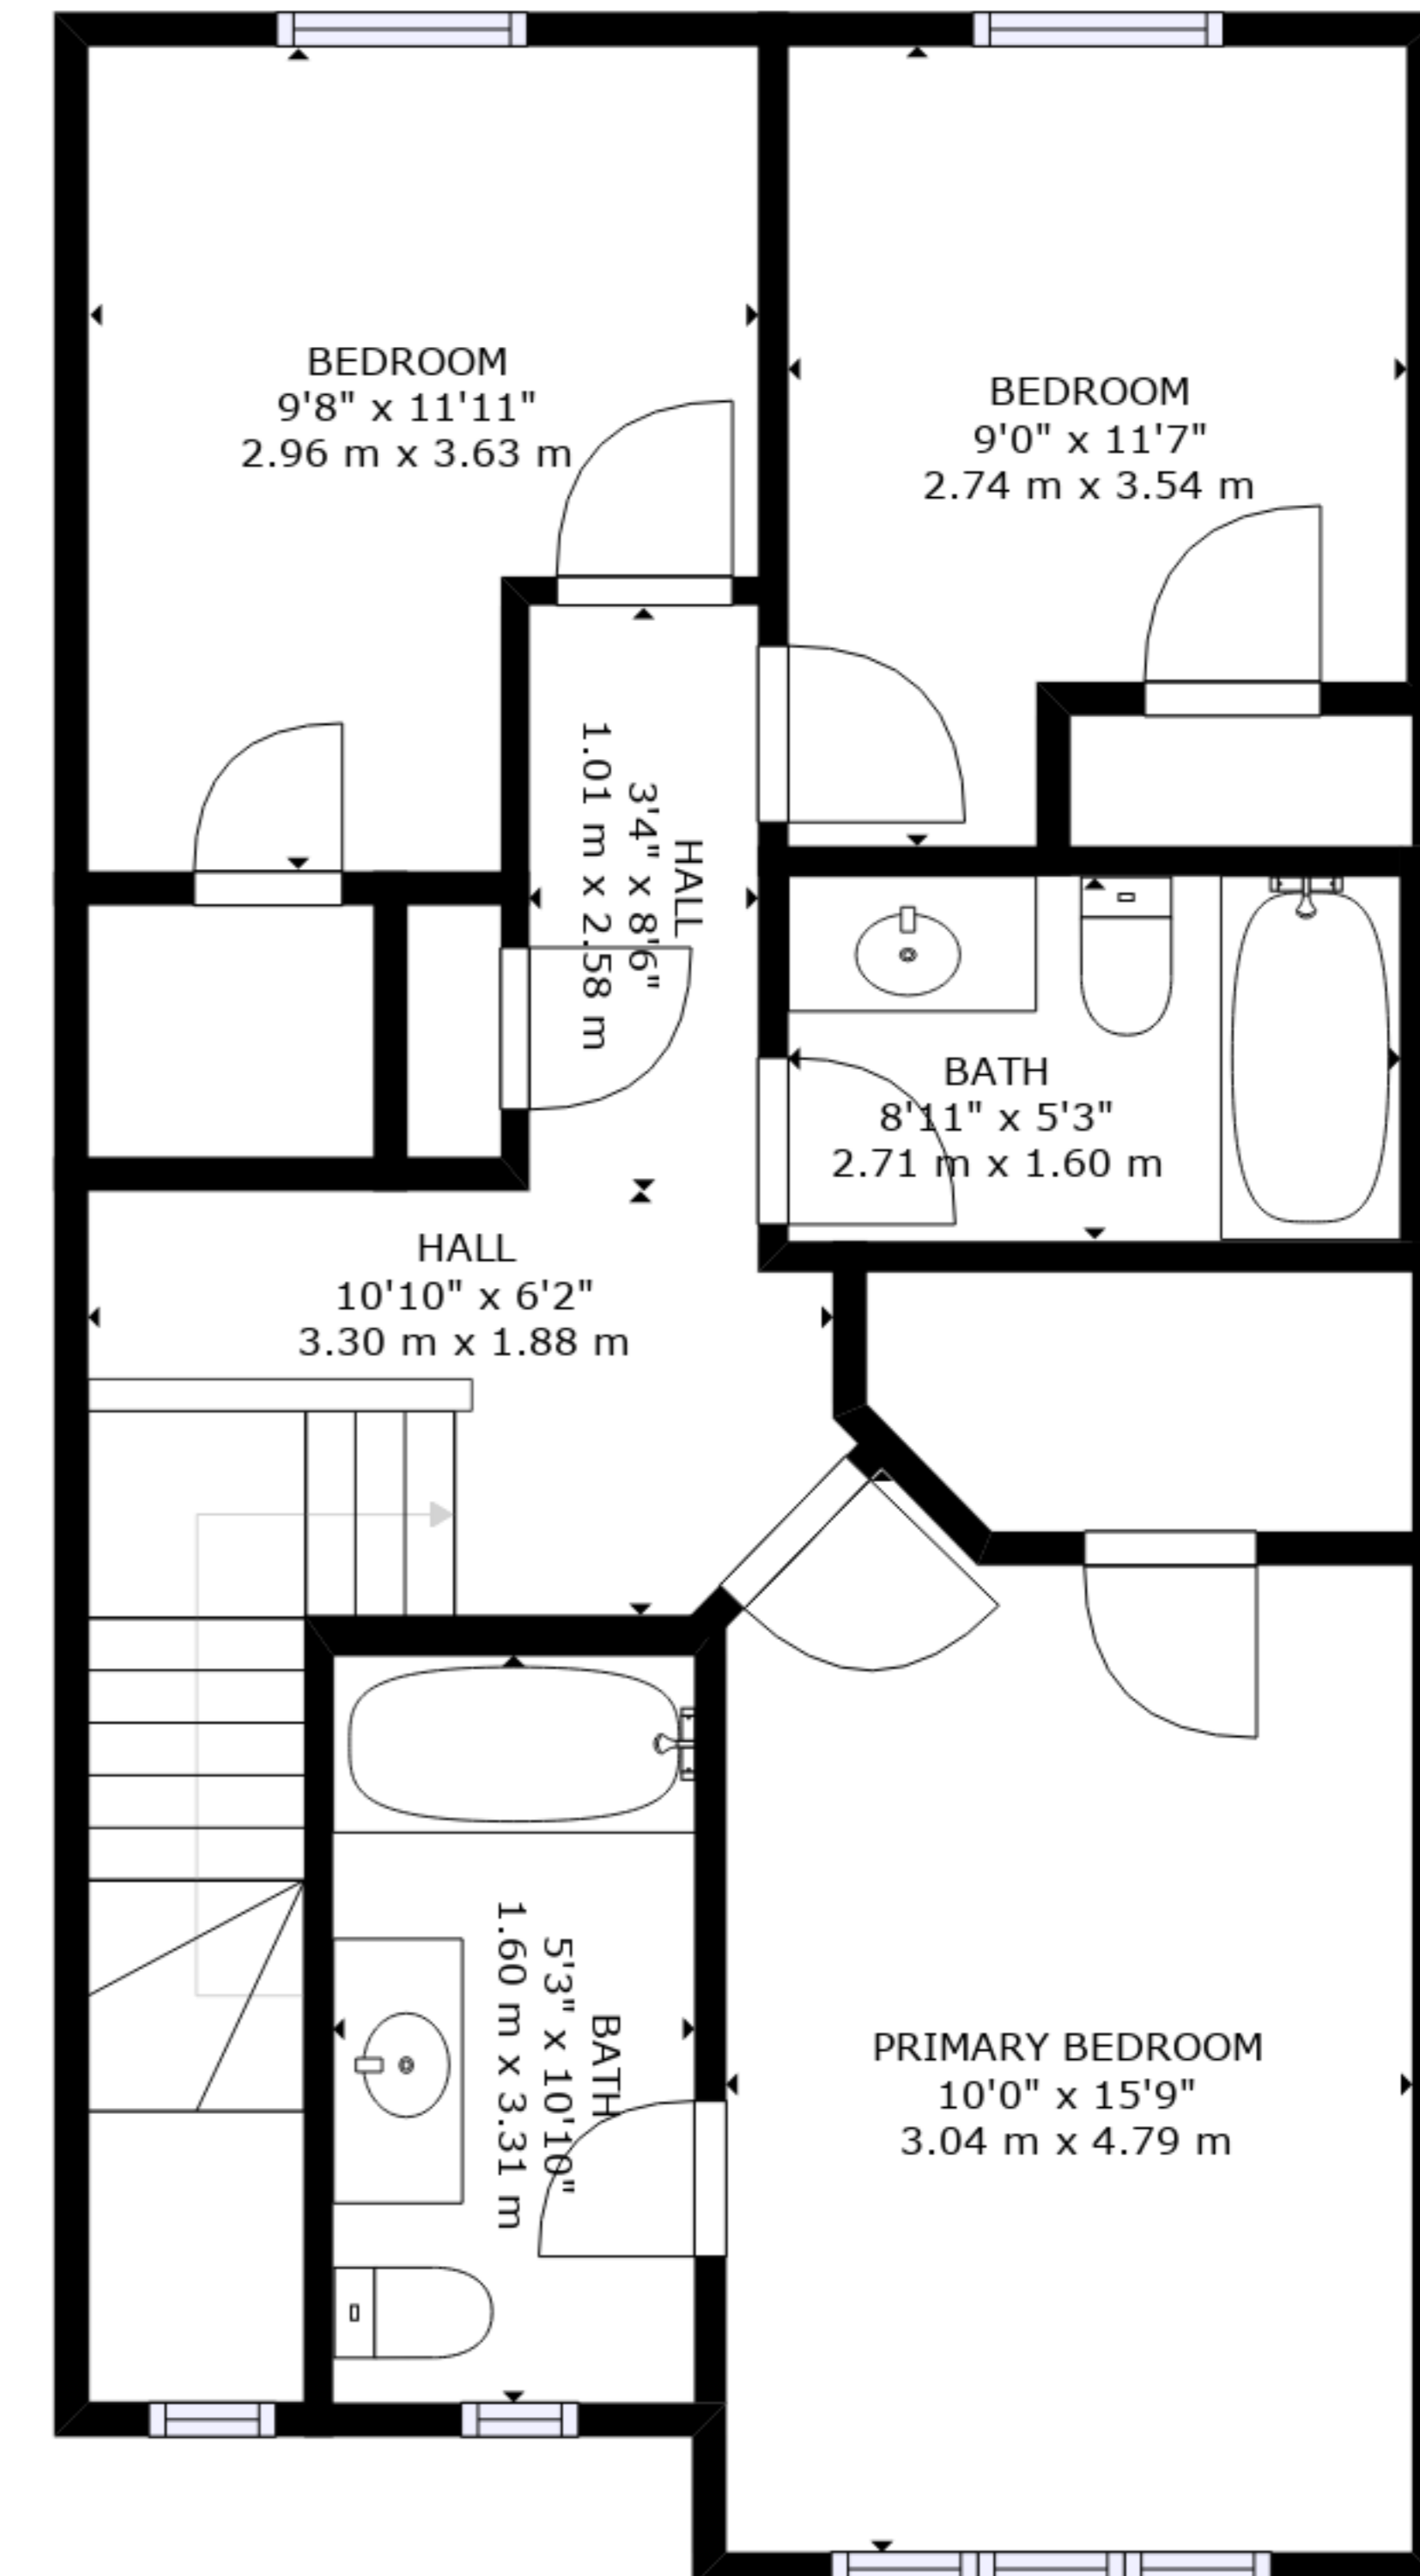 BEDROOM
9'8" x 11'11"
2.96 m x 3.63 m
BEDROOM
9'0" x 11'7"
2.74 m x 3.54 m
HALL
3'4" x 8'6"
1.01 m x 2.58 m
BATH
8'11" x 5'3"
2.71 m x 1.60 m
HALL
10'10" x 6'2"
3.30 m x 1.88 m
BATH
5'3" x 10'10"
1.60 m x 3.31 m
PRIMARY BEDROOM
10'0" x 15'9"
3.04 m x 4.79 m